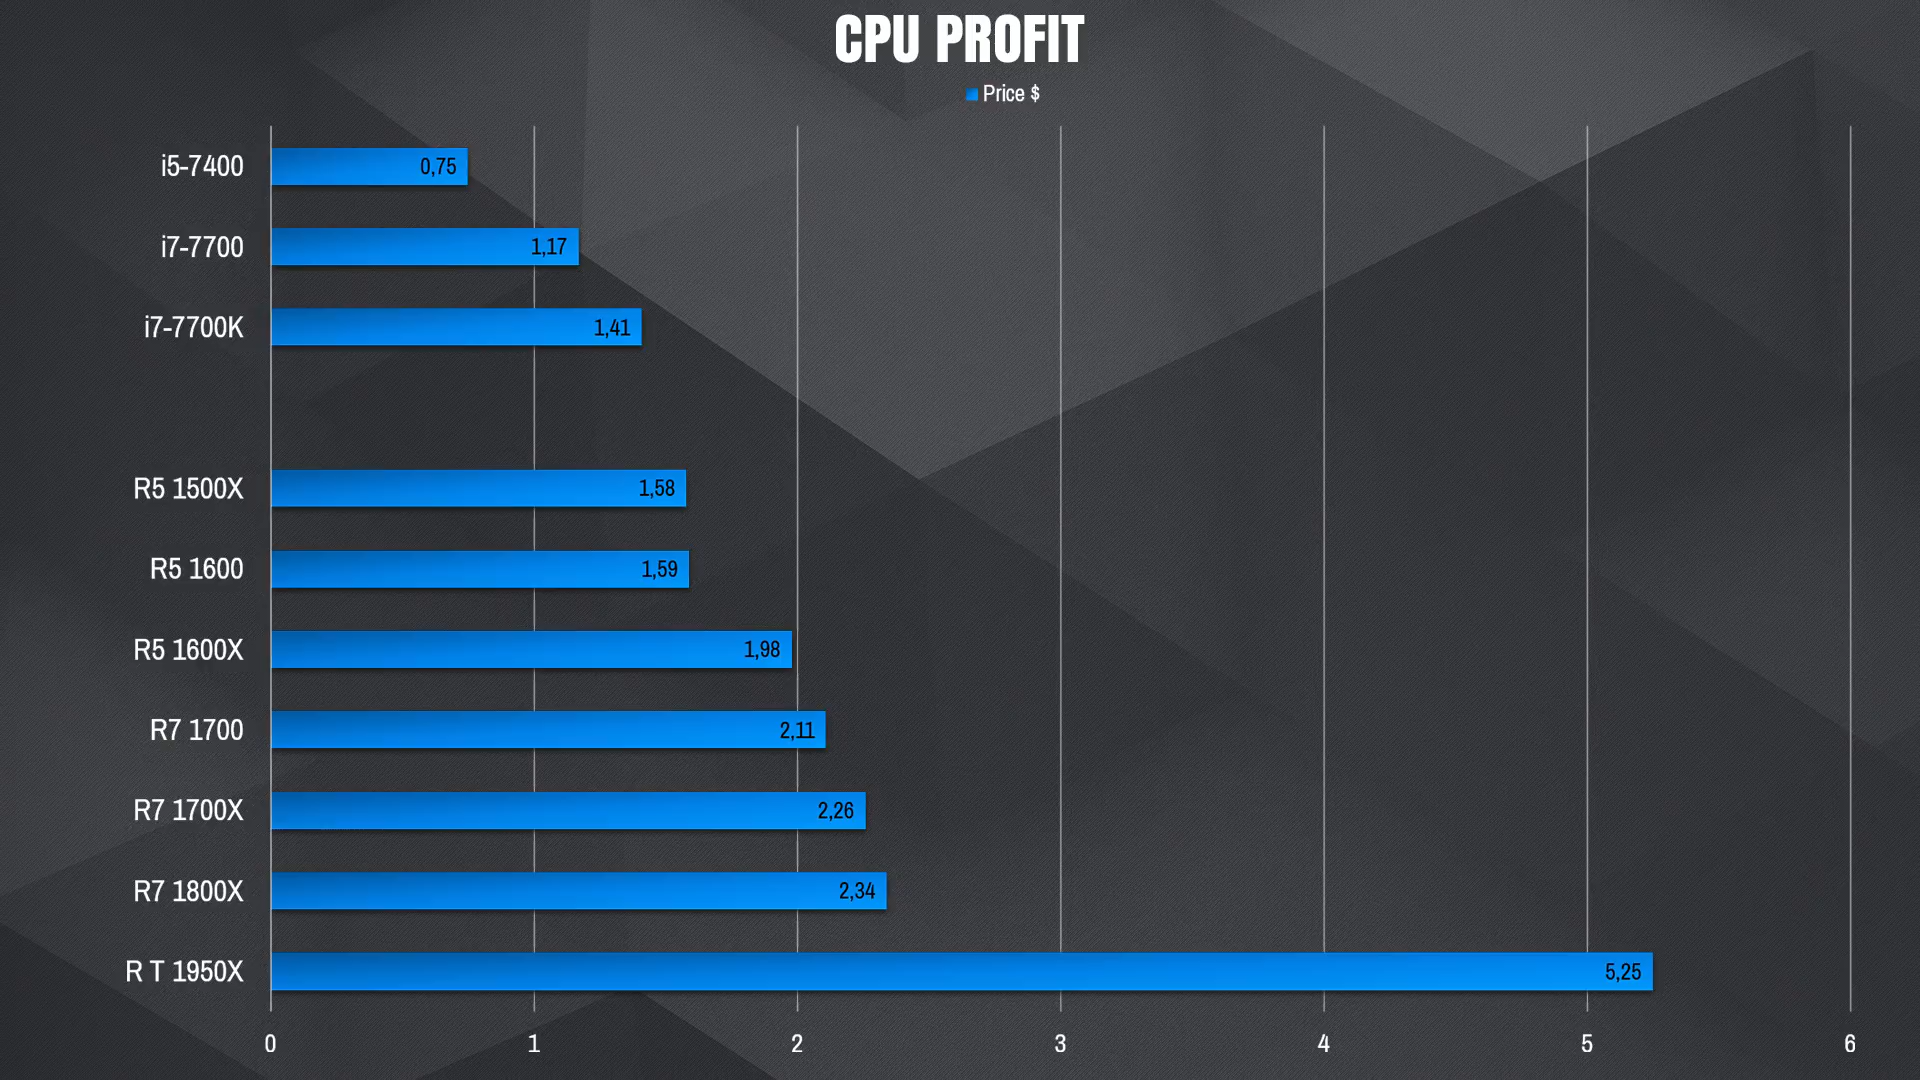 CPU PROFIT
Price $
i5-7400 0,75
i7-7700 1,17
i7-7700K 1,41
R5 1500X 1,58
R5 1600 1,59
R5 1600X 1,98
R7 1700 2,11
R7 1700X 2,26
R7 1800X 2,34
R T 1950X 5,25
0 1 2 3 4 5 6